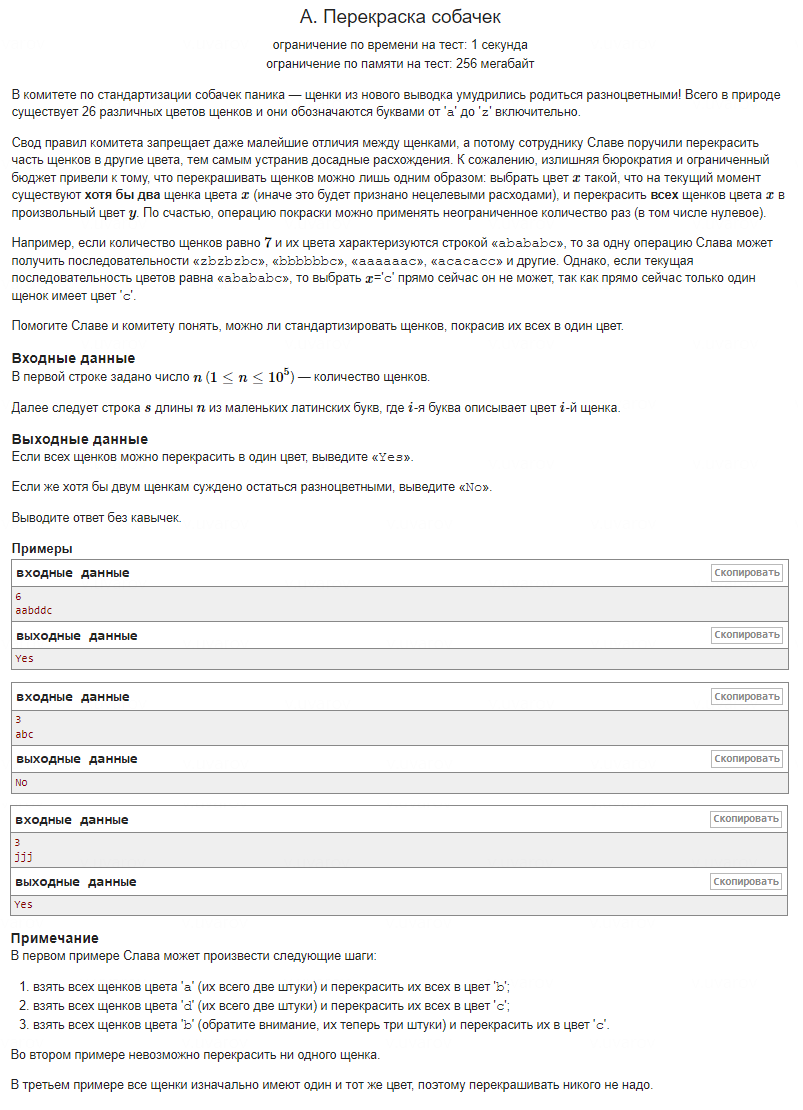 А. Перекраска собачек
ограничение по времени на тест: 1 секунда
ограничение по памяти на тест: 256 мегабайт
В комитете по стандартизации собачек паника — щенки из нового выводка умудрились родиться разноцветными! Всего в природе
существует 26 различных цветов щенков и они обозначаются буквами от 'a' до 'z' включительно.
Свод правил комитета запрещает даже малейшие отличия между щенками, а потому сотруднику Славе поручили перекрасить
часть щенков в другие цвета, тем самым устранив досадные расхождения. К сожалению, излишняя бюрократия и ограниченный
бюджет привели к тому, что перекрашивать щенков можно лишь одним образом: выбрать цвет x такой, что на текущий момент
существуют хотя бы два щенка цвета x (иначе это будет признано нецелевыми расходами), и перекрасить всех щенков цвета x в
произвольный цвет y. По счастью, операцию покраски можно применять неограниченное количество раз (в том числе нулевое).
Например, если количество щенков равно 7 и их цвета характеризуются строкой «abababc», то за одну операцию Слава может
получить последовательности «zbzbzbc», «bbbbbbc», «aaaaaac», «acacacc» и другие. Однако, если текущая
последовательность цветов равна «abababc», то выбрать x='c' прямо сейчас он не может, так как прямо сейчас только один
щенок имеет цвет 'c'.
Помогите Славе и комитету понять, можно ли стандартизировать щенков, покрасив их всех в один цвет.
Входные данные
В первой строке задано число n (1 ≤ n ≤ 10⁵) — количество щенков.
Далее следует строка s длины n из маленьких латинских букв, где i-я буква описывает цвет i-й щенка.
Выходные данные
Если всех щенков можно перекрасить в один цвет, выведите «Yes».
Если же хотя бы двум щенкам суждено остаться разноцветными, выведите «No».
Выводите ответ без кавычек.
Примеры
входные данные Скопировать
6
aabddc
выходные данные Скопировать
Yes
входные данные Скопировать
3
abc
выходные данные Скопировать
No
входные данные Скопировать
3
jjj
выходные данные Скопировать
Yes
Примечание
В первом примере Слава может произвести следующие шаги:
1. взять всех щенков цвета 'a' (их всего две штуки) и перекрасить их всех в цвет 'b';
2. взять всех щенков цвета 'd' (их всего две штуки) и перекрасить их всех в цвет 'c';
3. взять всех щенков цвета 'b' (обратите внимание, их теперь три штуки) и перекрасить их в цвет 'c'.
Во втором примере невозможно перекрасить ни одного щенка.
В третьем примере все щенки изначально имеют один и тот же цвет, поэтому перекрашивать никого не надо.